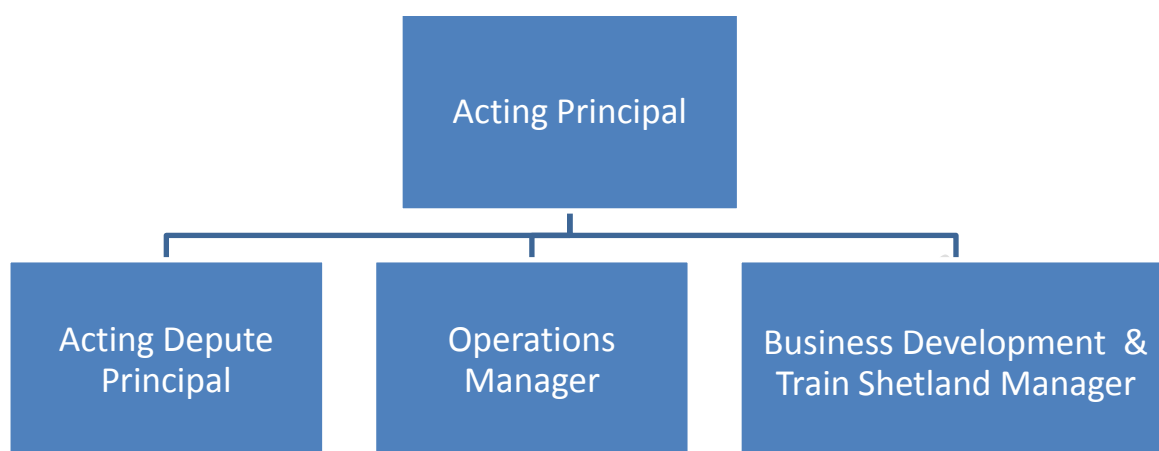 Acting Principal
Acting Depute
Principal
Operations
Manager
Business Development  &
Train Shetland Manager